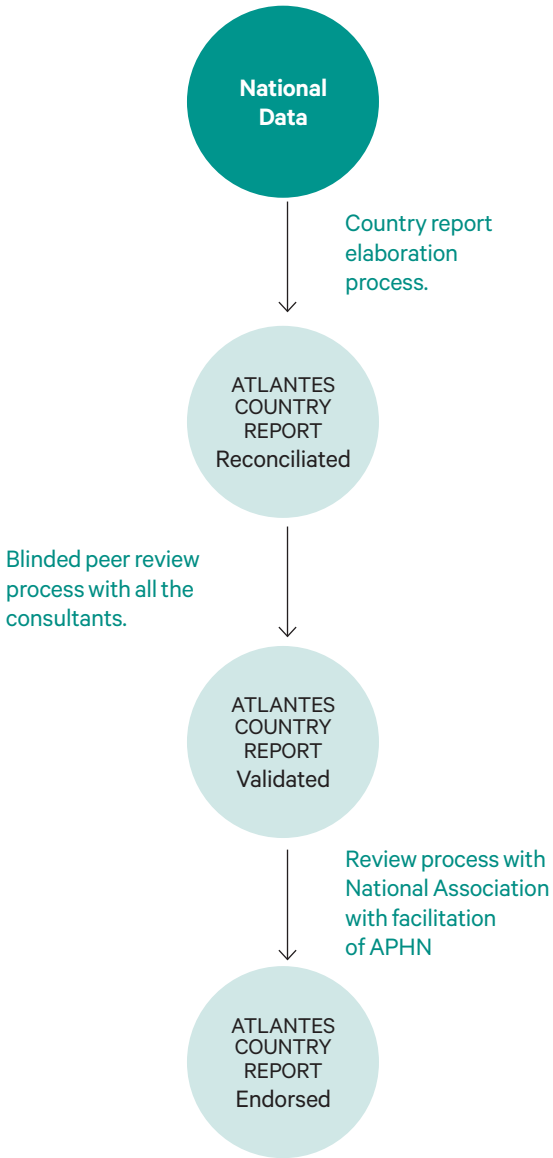 National
Data
Country report
elaboration
process.
ATLANTES
COUNTRY
REPORT
Reconciliated
Blinded peer review
process with all the
consultants.
ATLANTES
COUNTRY
REPORT
Validated
Review process with
National Association
with facilitation
of APHN
ATLANTES
COUNTRY
REPORT
Endorsed